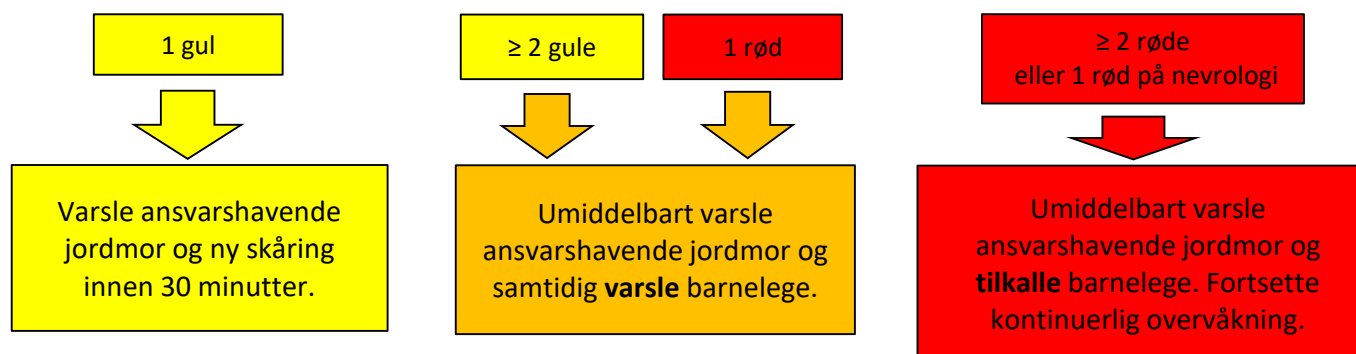 1 gul
Varsle ansvarshavende
jordmor og ny skåring
innen 30 minutter.
≥ 2 gule
1 rød
Umiddelbart varsle
ansvarshavende jordmor og
samtidig varsle barnelege.
≥ 2 røde
eller 1 rød på nevrologi
Umiddelbart varsle
ansvarshavende jordmor og
tilkalle barnelege. Fortsette
kontinuerlig overvåkning.